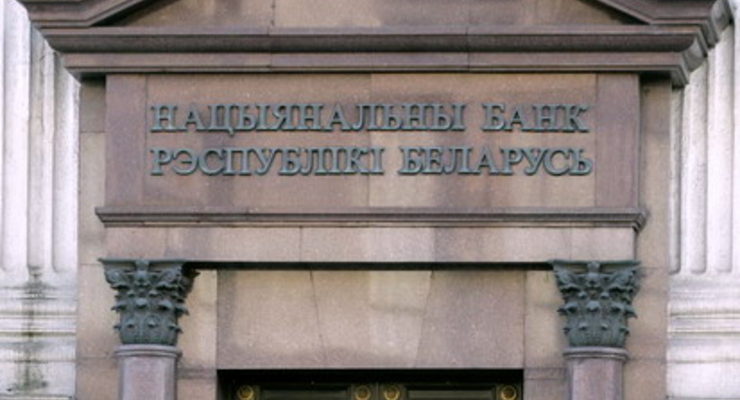 НАЦЫЯНАЛЬНЫ БАНК
РЭСПУБЛІКІ БЕЛАРУСЬ